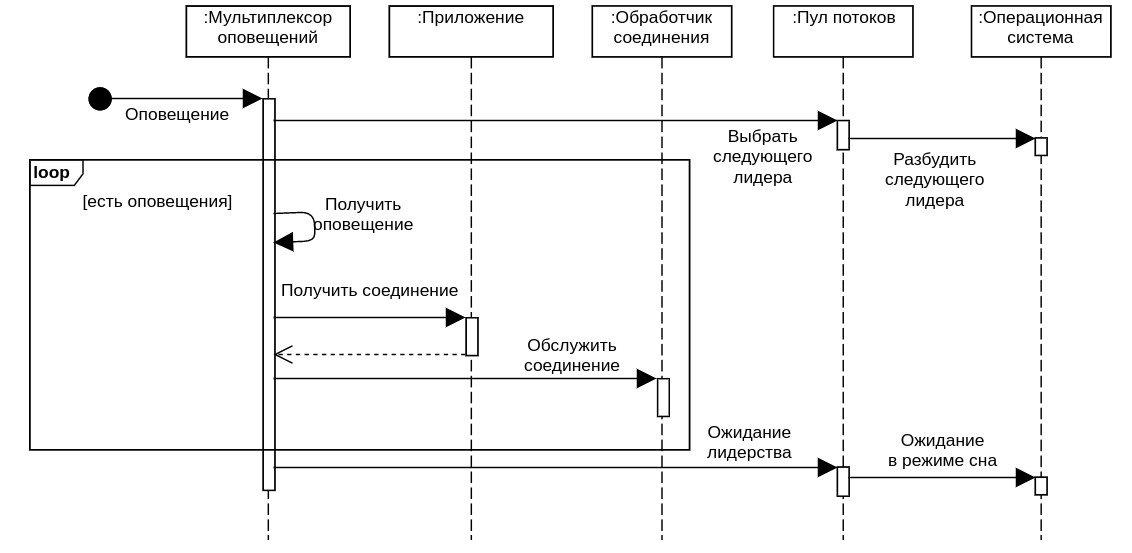 :Мультиплексор
оповещений
:Приложение
:Обработчик
соединения
:Пул потоков
:Операционная
система
Оповещение
Выбрать
следующего
лидера
Разбудить
следующего
лидера
loop
[есть оповещения]
Получить
оповещение
Получить соединение
Обслужить
соединение
Ожидание
лидерства
Ожидание
в режиме сна